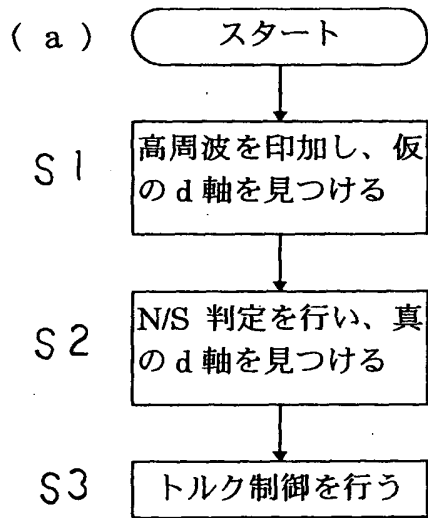 (a) スタート
S1
高周波を印加し、仮
のd軸を見つける
S2
N/S 判定を行い、真
のd軸を見つける
S3 トルク制御を行う